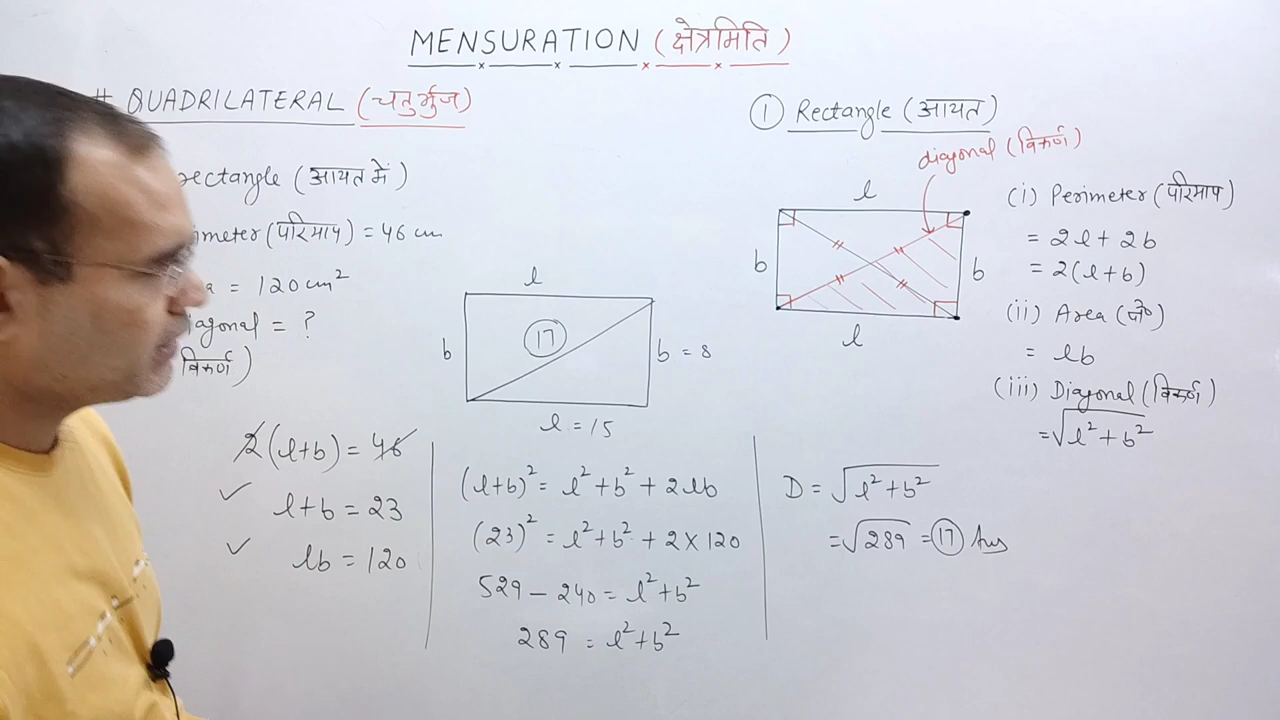 MENSURATION (क्षेत्रमिति)
# QUADRILATERAL (चतुर्भुज)
rectangle (आयत में)
(परिमाप) = 46 cm
= 120 cm²
= ?
विकर्ण)
l
b
17
b = 8
l = 15
2(l+b) = 46
✓ l+b = 23
✓ lb = 120
(l+b)² = l²+b² + 2lb
(23)² = l²+b² + 2×120
529 – 240 = l²+b²
289 = l²+b²
① Rectangle (आयत)
diagonal (विकर्ण)
l
b
b
l
(i) Perimeter (परिमाप)
= 2l + 2b
= 2(l+b)
(ii) Area (क्षे०)
= lb
(iii) Diagonal (विकर्ण)
= √l²+b²
D = √l²+b²
= √289 = 17 Ans